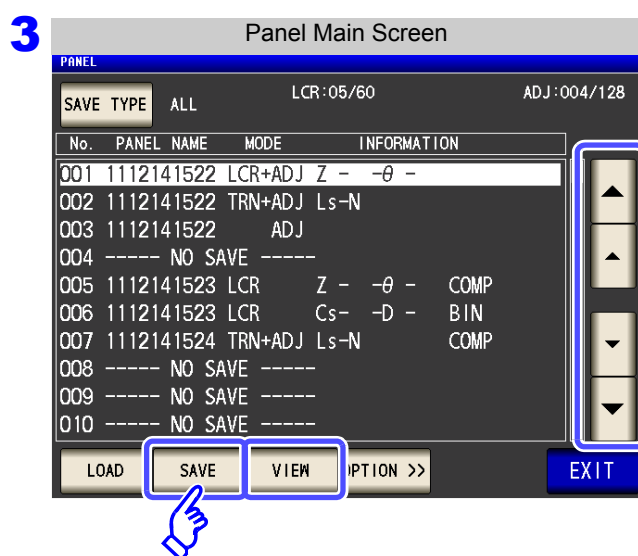 3
Panel Main Screen
PANEL
SAVE TYPE ALL LCR:05/60 ADJ:004/128
No. PANEL NAME MODE INFORMATION
001 1112141522 LCR+ADJ Z - -θ -
002 1112141522 TRN+ADJ Ls-N
003 1112141522 ADJ
004 ----- NO SAVE -----
005 1112141523 LCR Z - -θ - COMP
006 1112141523 LCR Cs- -D - BIN
007 1112141524 TRN+ADJ Ls-N COMP
008 ----- NO SAVE -----
009 ----- NO SAVE -----
010 ----- NO SAVE -----
LOAD SAVE VIEW OPTION >> EXIT